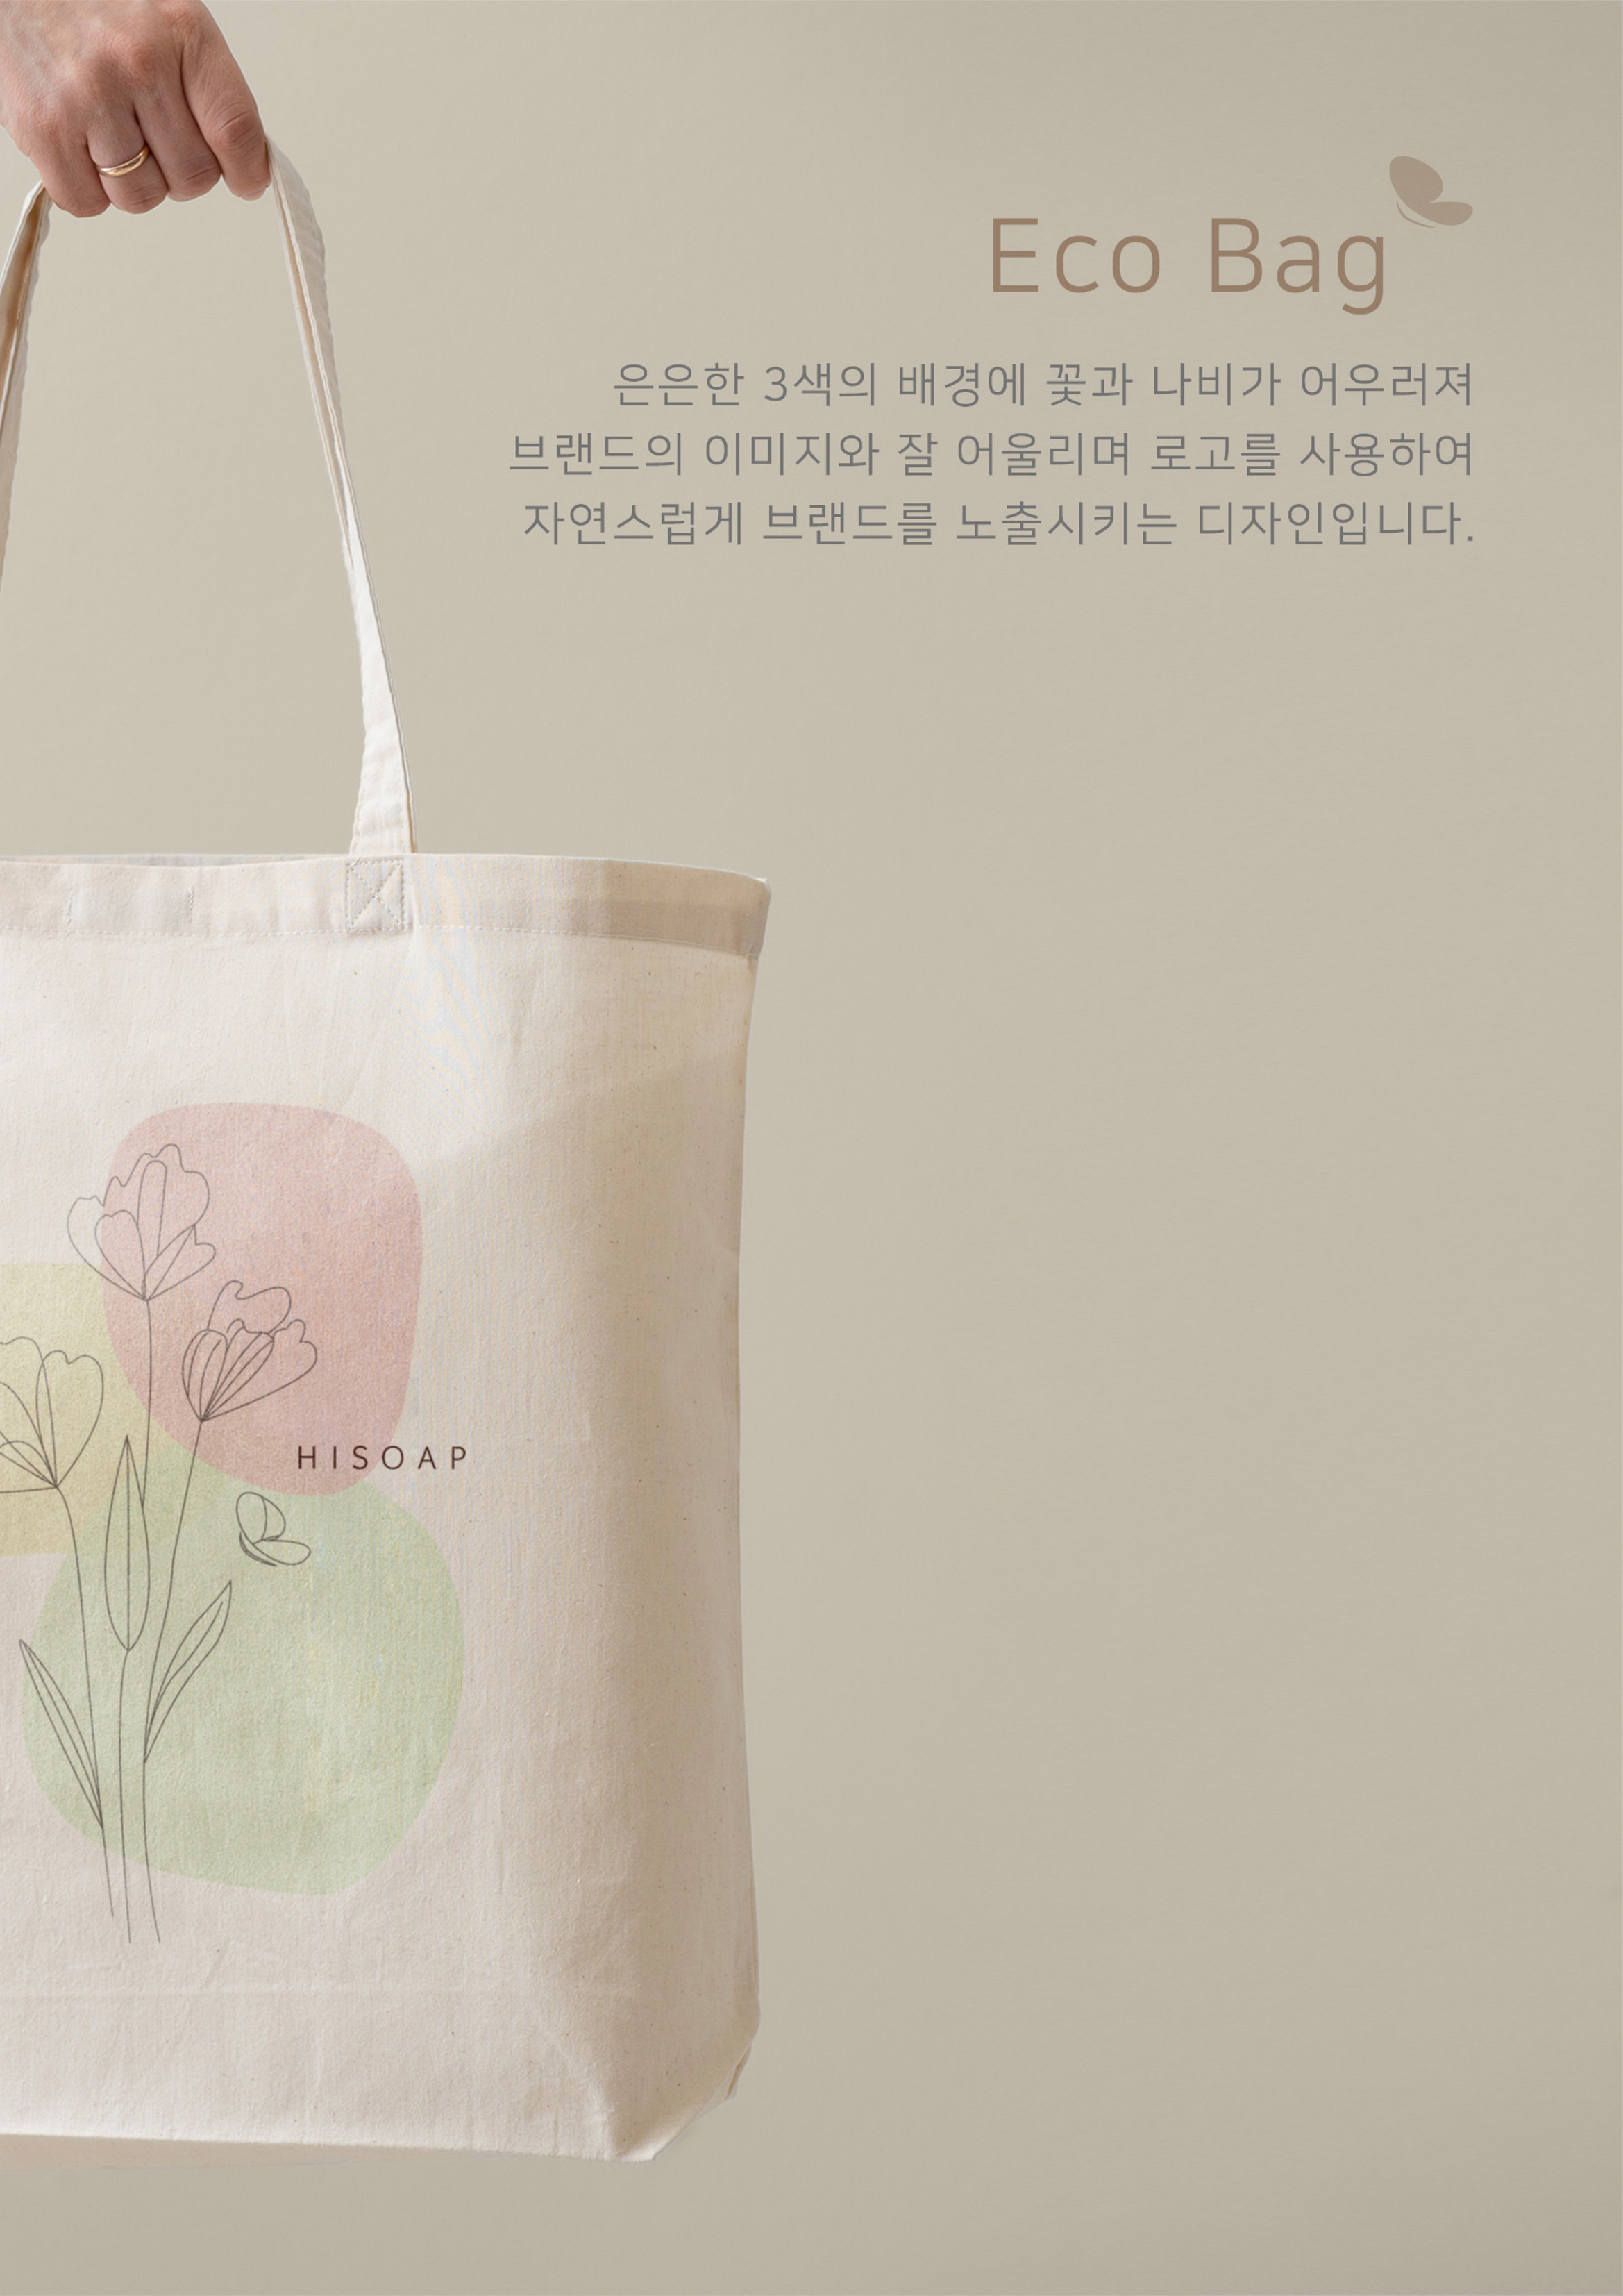 Eco Bag
은은한 3색의 배경에 꽃과 나비가 어우러져
브랜드의 이미지와 잘 어울리며 로고를 사용하여
자연스럽게 브랜드를 노출시키는 디자인입니다.
HISOAP